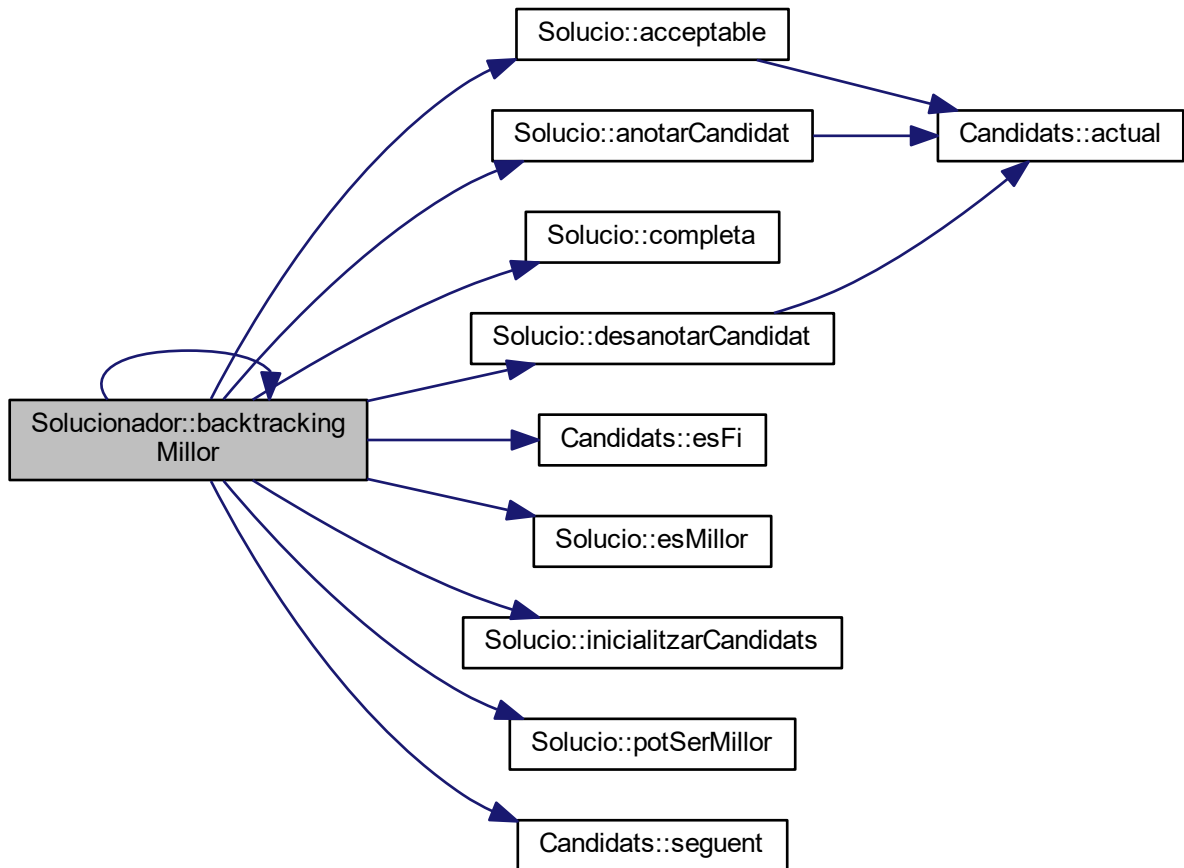 Solucio::acceptable
Solucio::anotarCandidat
Candidats::actual
Solucio::completa
Solucio::desanotarCandidat
Solucionador::backtracking
Millor
Candidats::esFi
Solucio::esMillor
Solucio::inicialitzarCandidats
Solucio::potSerMillor
Candidats::seguent